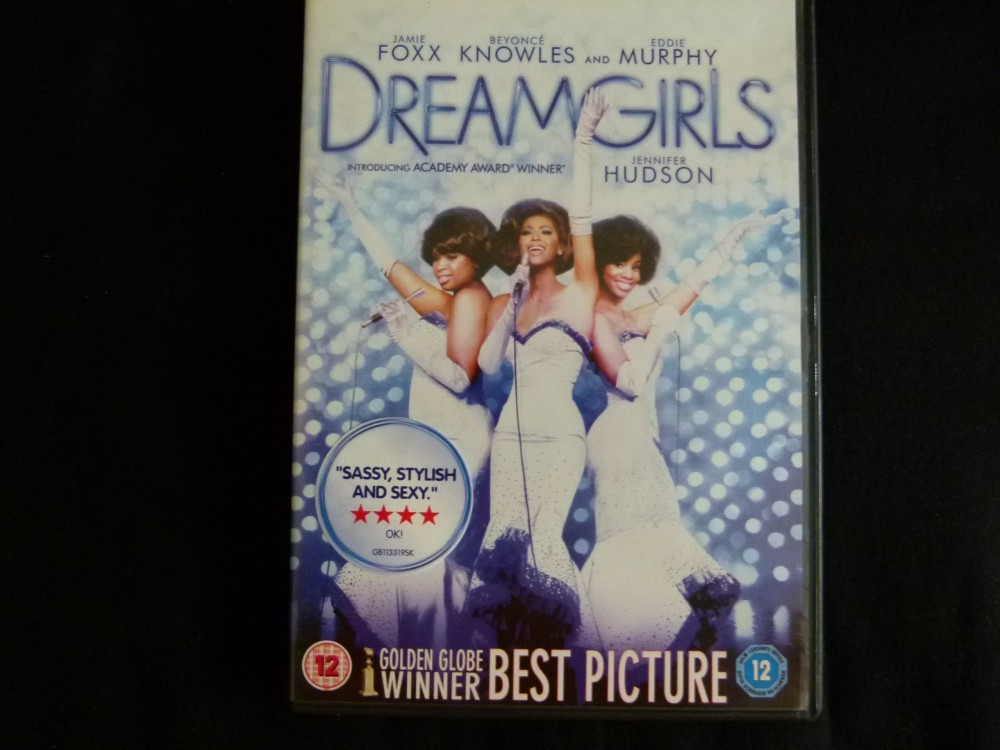 JAMIE BEYONCÉ EDDIE
FOXX KNOWLES AND MURPHY
DREAMGIRLS
INTRODUCING ACADEMY AWARD® WINNER® JENNIFER
HUDSON
"SASSY, STYLISH
AND SEXY."
★★★★
OK!
GB113319SK
12
GOLDEN GLOBE
WINNER
BEST PICTURE
12